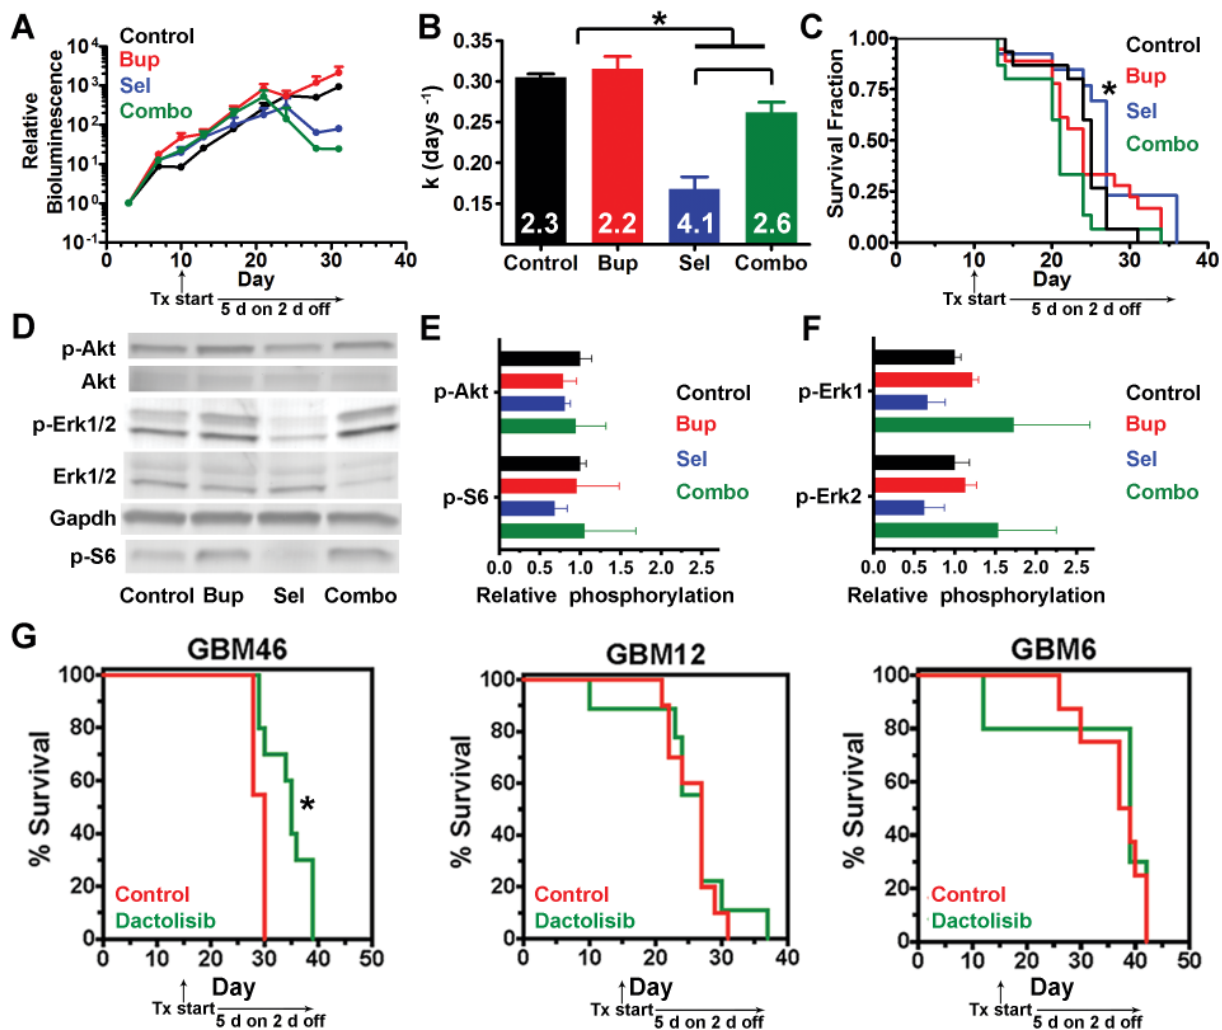 A
Control
Bup
Sel
Combo
Relative
Bioluminescence
10⁴
10³
10²
10¹
10⁰
10⁻¹
0 10 20 30 40
Day
Tx start
5 d on 2 d off
B
*
k (days ⁻¹)
0.35
0.30
0.25
0.20
0.15
2.3 2.2 4.1 2.6
Control Bup Sel Combo
C
Control
Bup
Sel
Combo
*
Survival Fraction
1.00
0.75
0.50
0.25
0.00
0 10 20 30 40
Day
Tx start
5 d on 2 d off
D
p-Akt
Akt
p-Erk1/2
Erk1/2
Gapdh
p-S6
Control Bup Sel Combo
E
p-Akt
p-S6
Control
Bup
Sel
Combo
0.0 0.5 1.0 1.5 2.0 2.5
Relative phosphorylation
F
p-Erk1
p-Erk2
Control
Bup
Sel
Combo
0.0 0.5 1.0 1.5 2.0 2.5
Relative phosphorylation
G
GBM46
% Survival
100
80
60
40
20
0
*
Control
Dactolisib
0 10 20 30 40 50
Day
Tx start
5 d on 2 d off
GBM12
% Survival
100
80
60
40
20
0
Control
Dactolisib
0 10 20 30 40
Day
Tx start
5 d on 2 d off
GBM6
% Survival
100
80
60
40
20
0
Control
Dactolisib
0 10 20 30 40 50
Day
Tx start
5 d on 2 d off